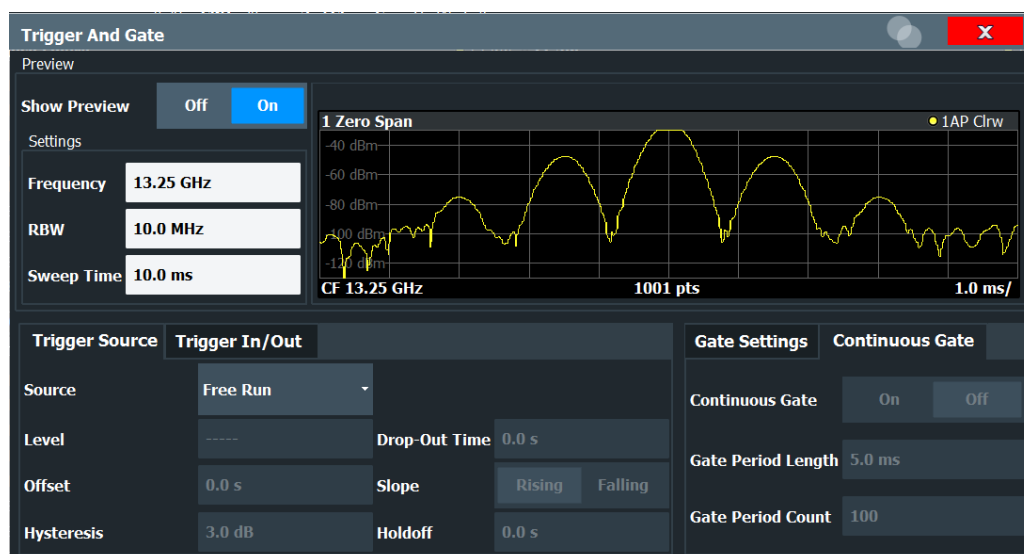 Trigger And Gate
X
Preview
Show Preview Off On
Settings
Frequency 13.25 GHz
RBW 10.0 MHz
Sweep Time 10.0 ms
1 Zero Span 1AP Clrw
-40 dBm
-60 dBm
-80 dBm
-100 dBm
-120 dBm
CF 13.25 GHz 1001 pts 1.0 ms/
Trigger Source Trigger In/Out
Source Free Run
Level -----
Drop-Out Time 0.0 s
Offset 0.0 s
Slope Rising Falling
Hysteresis 3.0 dB
Holdoff 0.0 s
Gate Settings Continuous Gate
Continuous Gate On Off
Gate Period Length 5.0 ms
Gate Period Count 100